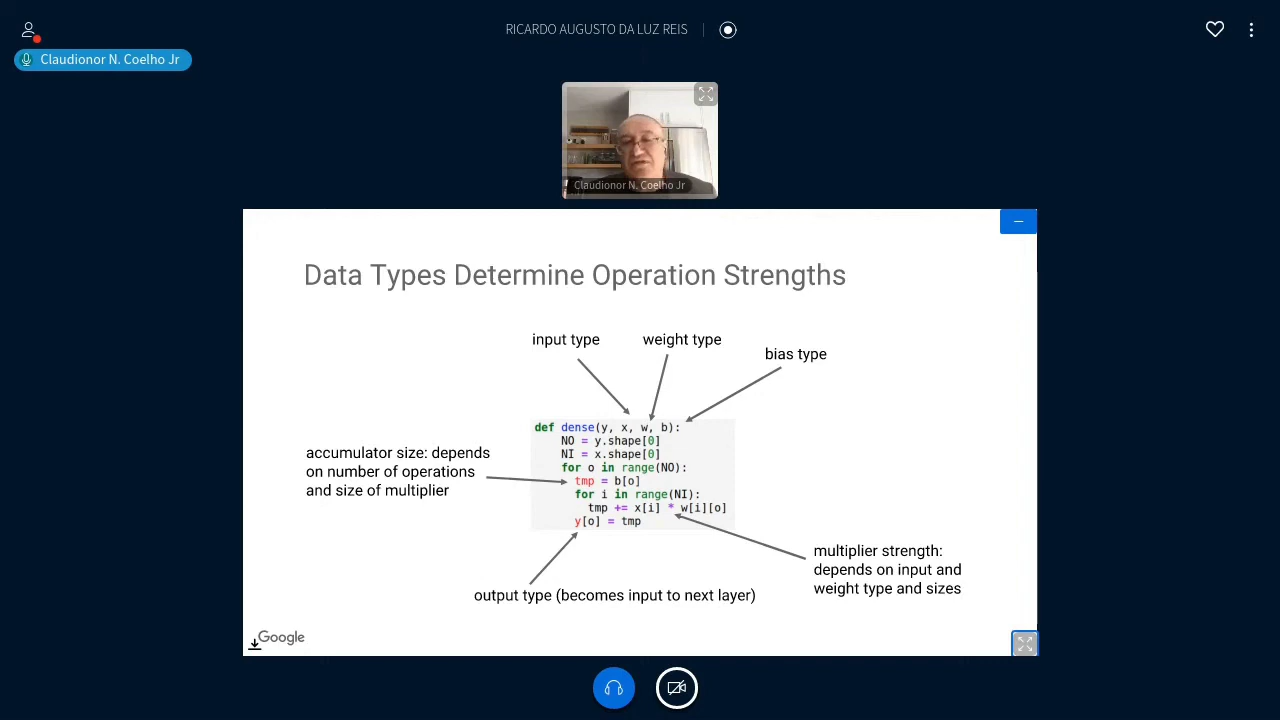 RICARDO AUGUSTO DA LUZ REIS
Claudionor N. Coelho Jr
Claudionor N. Coelho Jr
Data Types Determine Operation Strengths
input type
weight type
bias type
def dense(y, x, w, b):
NO = y.shape[0]
NI = x.shape[0]
for o in range(NO):
tmp = b[o]
for i in range(NI):
tmp += x[i] * w[i][o]
y[o] = tmp
accumulator size: depends
on number of operations
and size of multiplier
multiplier strength:
depends on input and
weight type and sizes
output type (becomes input to next layer)
Google